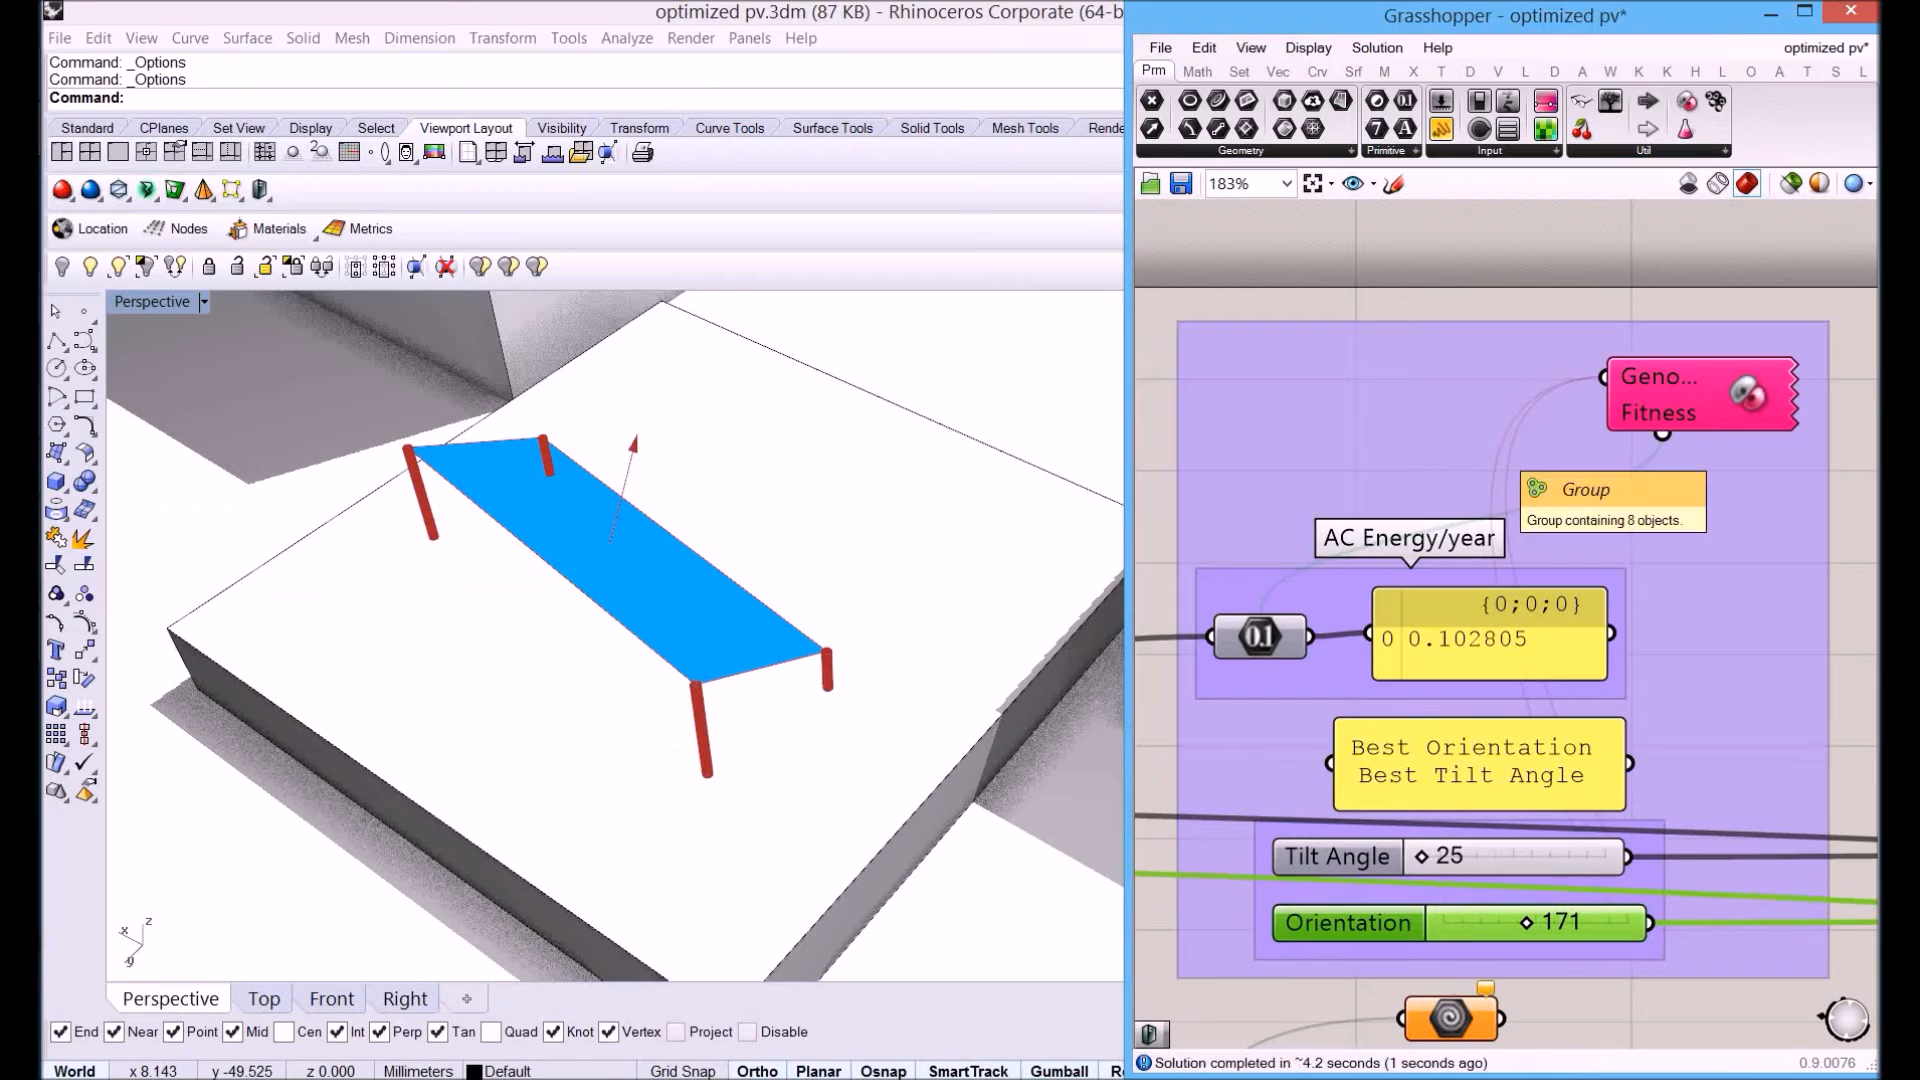 optimized pv.3dm (87 KB) - Rhinoceros Corporate (64-b
File Edit View Curve Surface Solid Mesh Dimension Transform Tools Analyze Render Panels Help
Command: _Options
Command: _Options
Command:
Standard CPlanes Set View Display Select Viewport Layout Visibility Transform Curve Tools Surface Tools Solid Tools Mesh Tools Rende
Location Nodes Materials Metrics
Perspective
x z y
Perspective Top Front Right
End Near Point Mid Cen Int Perp Tan Quad Knot Vertex Project Disable
World x 8.143 y -49.525 z 0.000 Millimeters Default Grid Snap Ortho Planar Osnap SmartTrack Gumball
Grasshopper - optimized pv*
File Edit View Display Solution Help optimized pv*
Prm Math Set Vec Crv Srf M X T D V L D A W K K H L O A T S L
Geometry Primitive Input Util
183%
Geno...
Fitness
Group
Group containing 8 objects.
AC Energy/year
{0;0;0}
0.1
0 0.102805
Best Orientation
Best Tilt Angle
Tilt Angle 25
Orientation 171
Solution completed in ~4.2 seconds (1 seconds ago) 0.9.0076